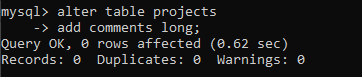 mysql> alter table projects
    -> add comments long;
Query OK, 0 rows affected (0.62 sec)
Records: 0  Duplicates: 0  Warnings: 0